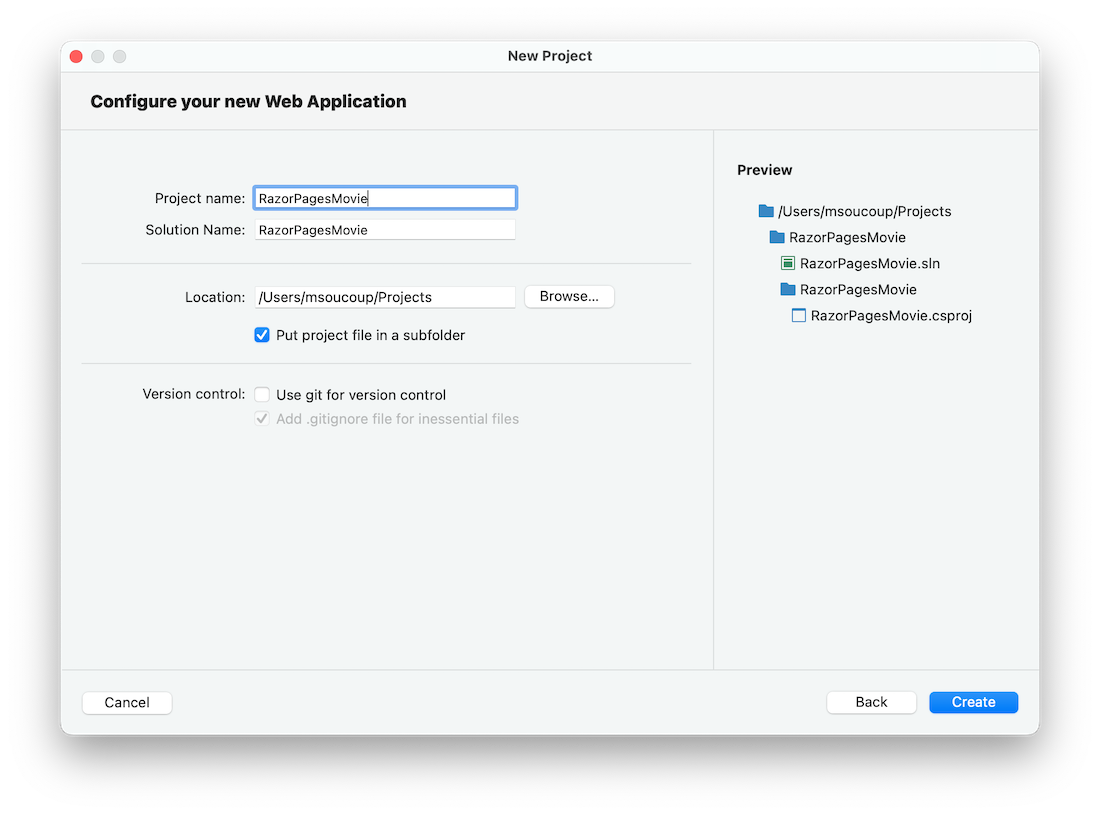 New Project
Configure your new Web Application
Project name: RazorPagesMovie
Solution Name: RazorPagesMovie
Location: /Users/msoucoup/Projects Browse...
Put project file in a subfolder
Version control: Use git for version control
Add .gitignore file for inessential files
Preview
/Users/msoucoup/Projects
RazorPagesMovie
RazorPagesMovie.sln
RazorPagesMovie
RazorPagesMovie.csproj
Cancel Back Create